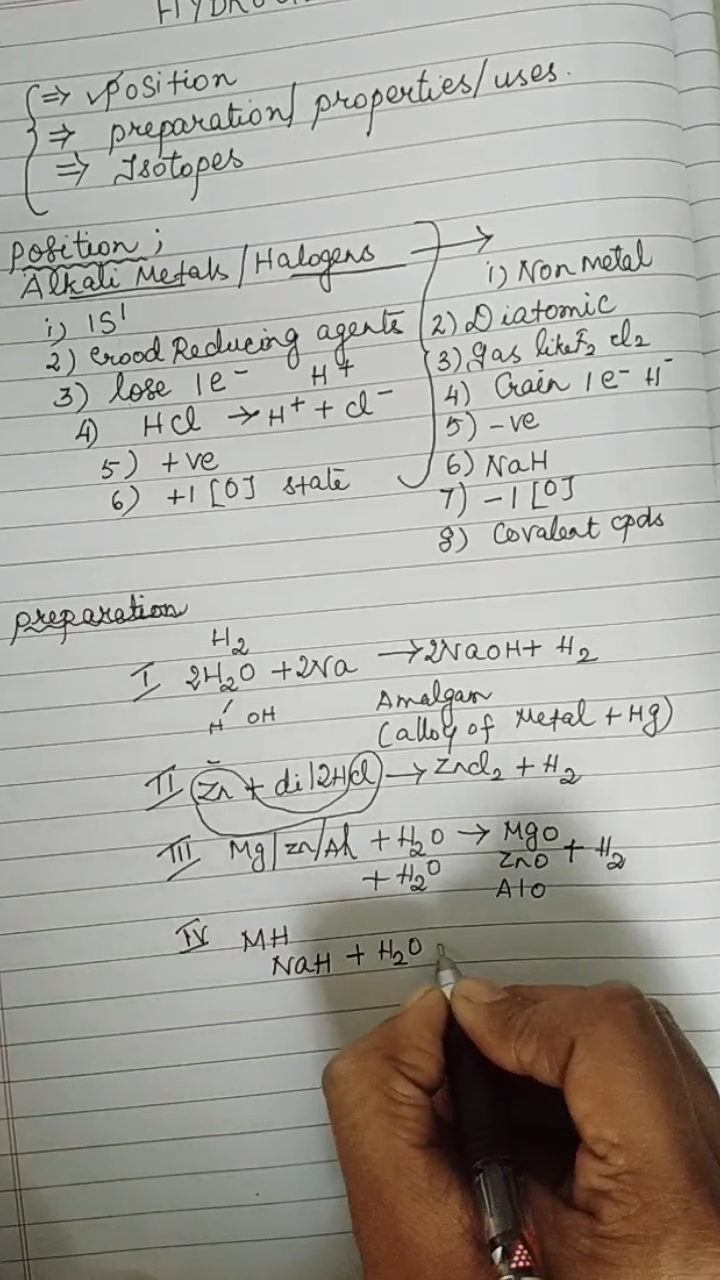 ⇒ position
⇒ preparation/properties/uses.
⇒ Isotopes
position ;
Alkali Metals / Halogens →
i) 1S¹
2) Good Reducing agents
3) lose 1e⁻ H⁺
4) HCl → H⁺ + Cl⁻
5) +ve
6) +1 [O] state
i) Non metal
2) Diatomic
3) gas like F₂ Cl₂
4) Gain 1e⁻ H⁻
5) -ve
6) NaH
7) -1 [O]
8) Covalent cpds
preparation
H₂
I 2H₂O + 2Na → 2NaOH + H₂
H OH
Amalgam
(alloy of Metal + Hg)
II Zn + dil 2HCl → ZnCl₂ + H₂
III Mg/Zn/Al + H₂O → MgO + H₂
+ H₂O ZnO
AlO
IV MH
NaH + H₂O